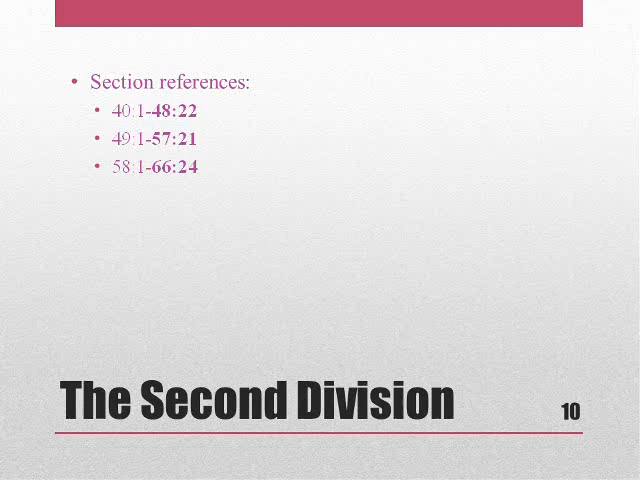 • Section references:
• 40:1-48:22
• 49:1-57:21
• 58:1-66:24
The Second Division
10